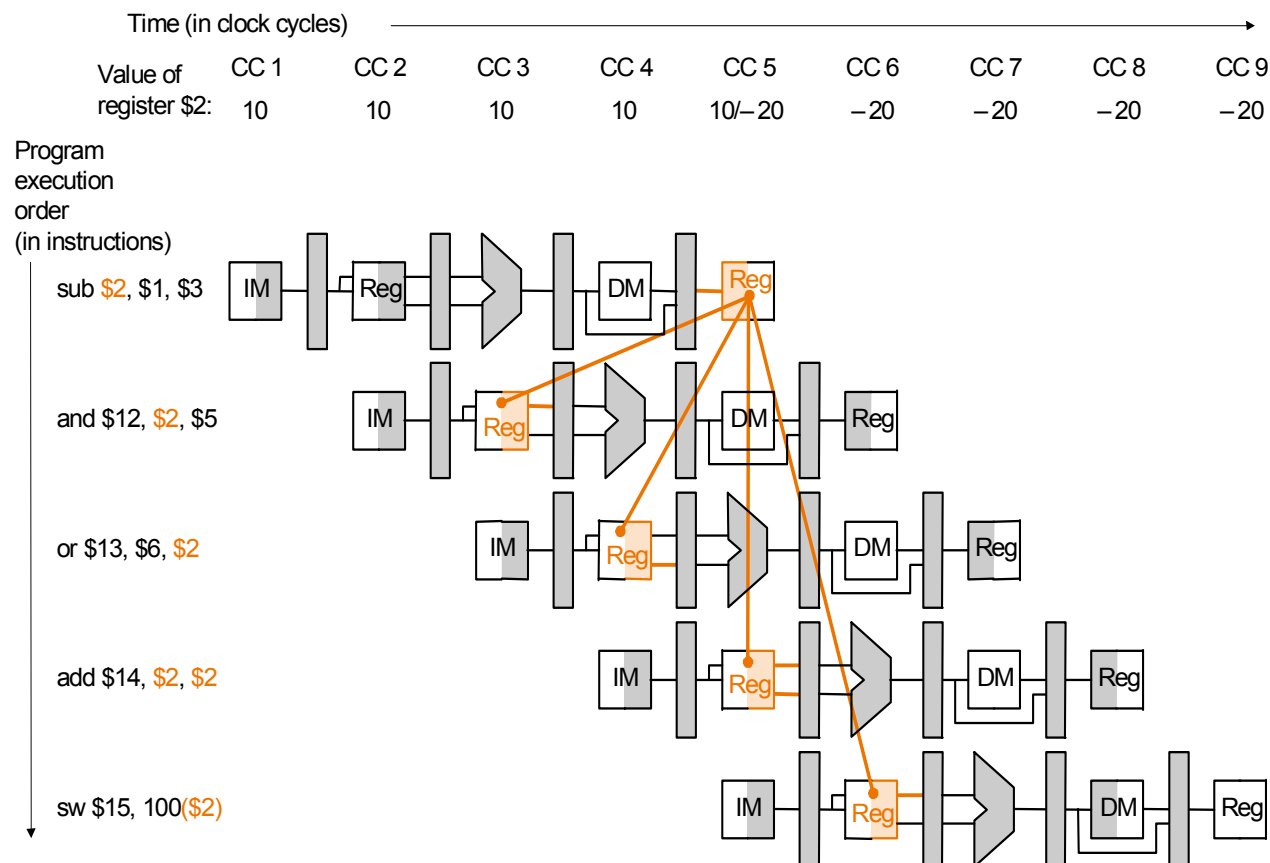 Time (in clock cycles)
CC 1 CC 2 CC 3 CC 4 CC 5 CC 6 CC 7 CC 8 CC 9
Value of
register $2:
10 10 10 10 10/–20 –20 –20 –20 –20
Program
execution
order
(in instructions)
sub $2, $1, $3
IM Reg DM Reg
and $12, $2, $5
IM Reg DM Reg
or $13, $6, $2
IM Reg DM Reg
add $14, $2, $2
IM Reg DM Reg
sw $15, 100($2)
IM Reg DM Reg